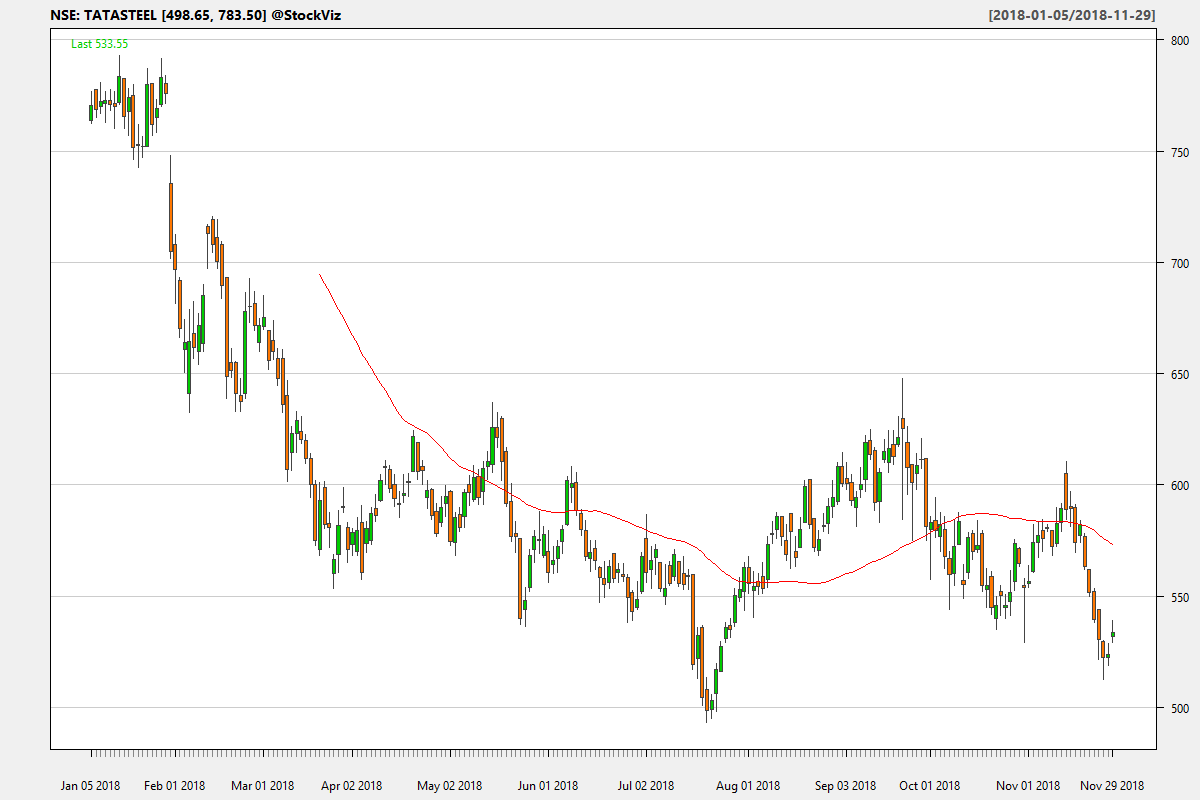 NSE: TATASTEEL [498.65, 783.50] @StockViz
[2018-01-05/2018-11-29]
Last 533.55
800
750
700
650
600
550
500
Jan 05 2018 Feb 01 2018 Mar 01 2018 Apr 02 2018 May 02 2018 Jun 01 2018 Jul 02 2018 Aug 01 2018 Sep 03 2018 Oct 01 2018 Nov 01 2018 Nov 29 2018